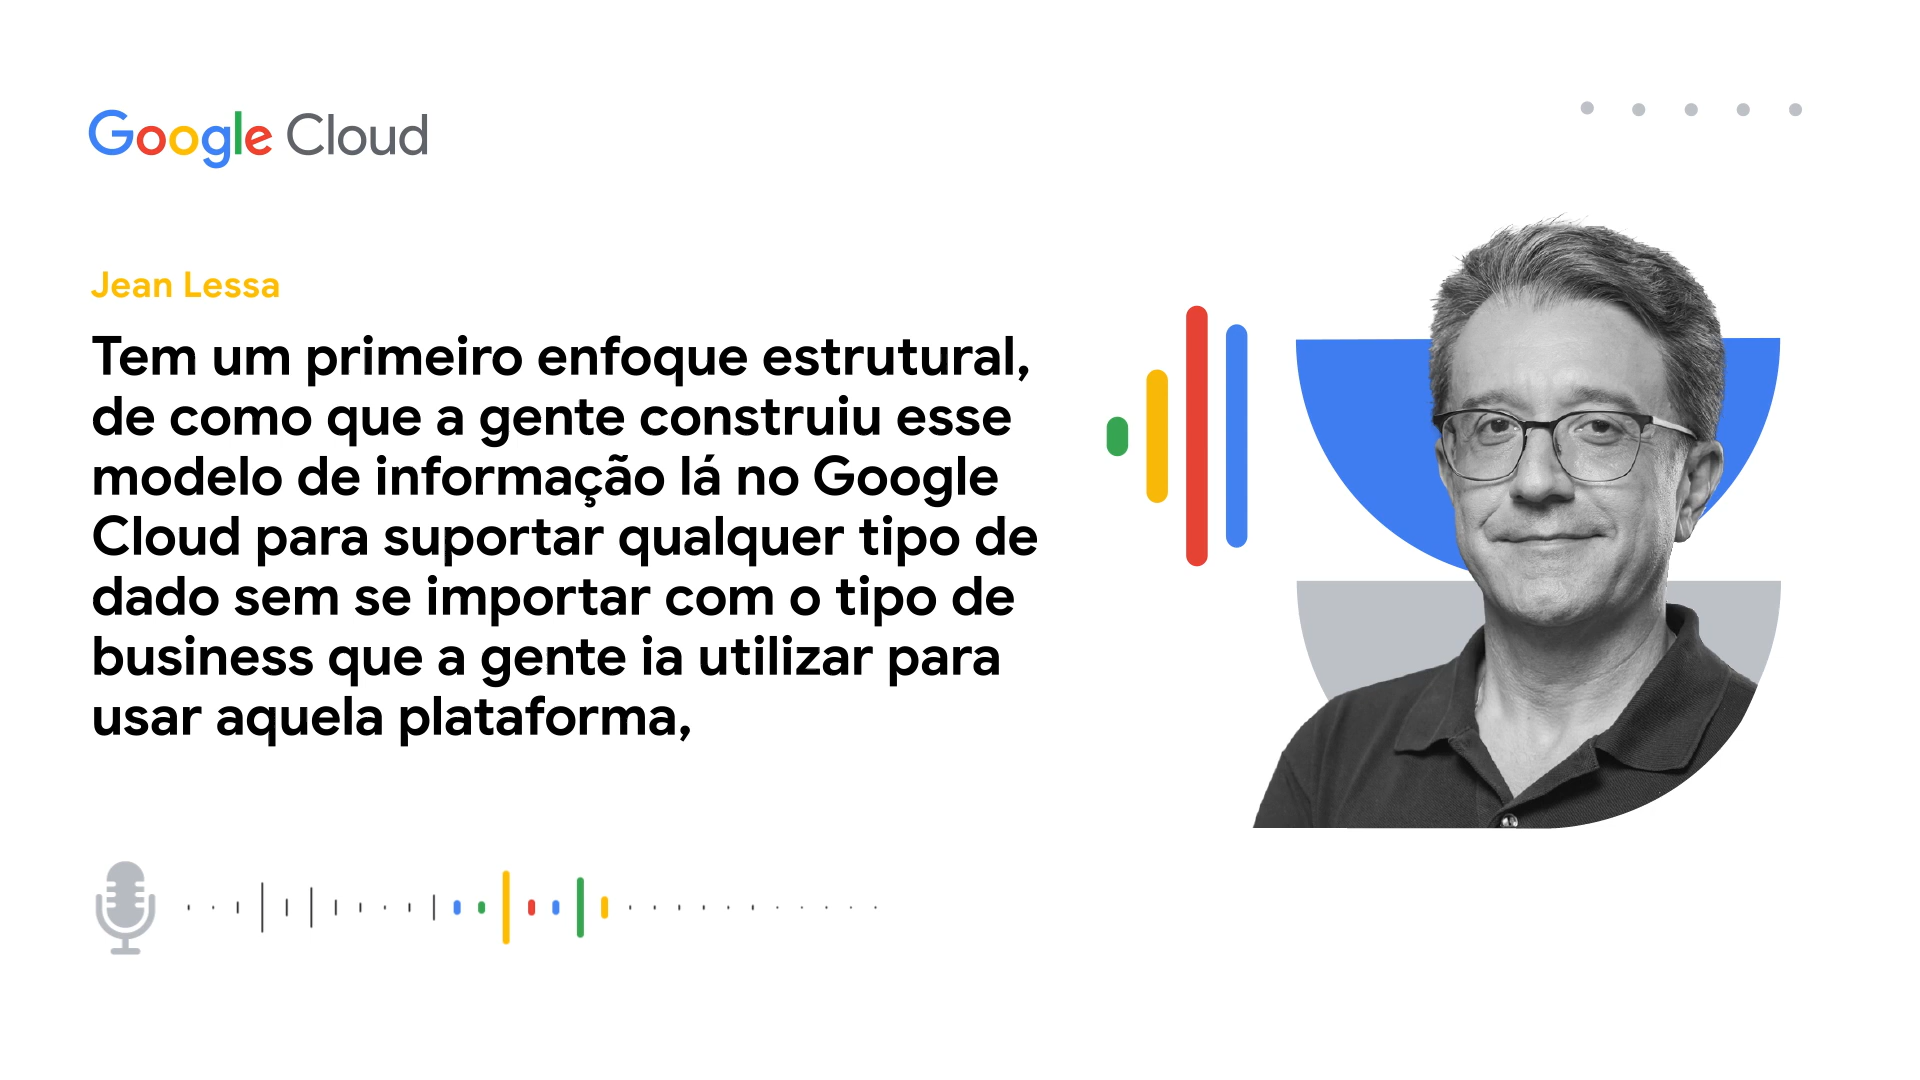 Google Cloud
Jean Lessa
Tem um primeiro enfoque estrutural,
de como que a gente construiu esse
modelo de informação lá no Google
Cloud para suportar qualquer tipo de
dado sem se importar com o tipo de
business que a gente ia utilizar para
usar aquela plataforma,